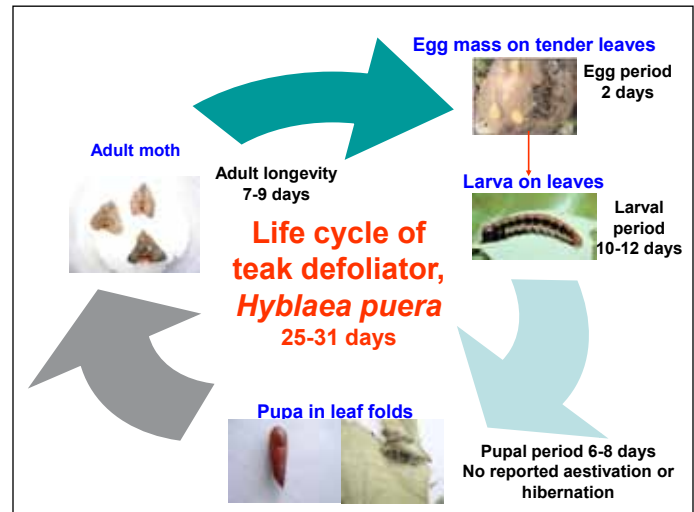 Egg mass on tender leaves
Egg period
2 days
Adult moth
Adult longevity
7-9 days
Larva on leaves
Larval
period
10-12 days
Life cycle of
teak defoliator,
Hyblaea puera
25-31 days
Pupa in leaf folds
Pupal period 6-8 days
No reported aestivation or
hibernation